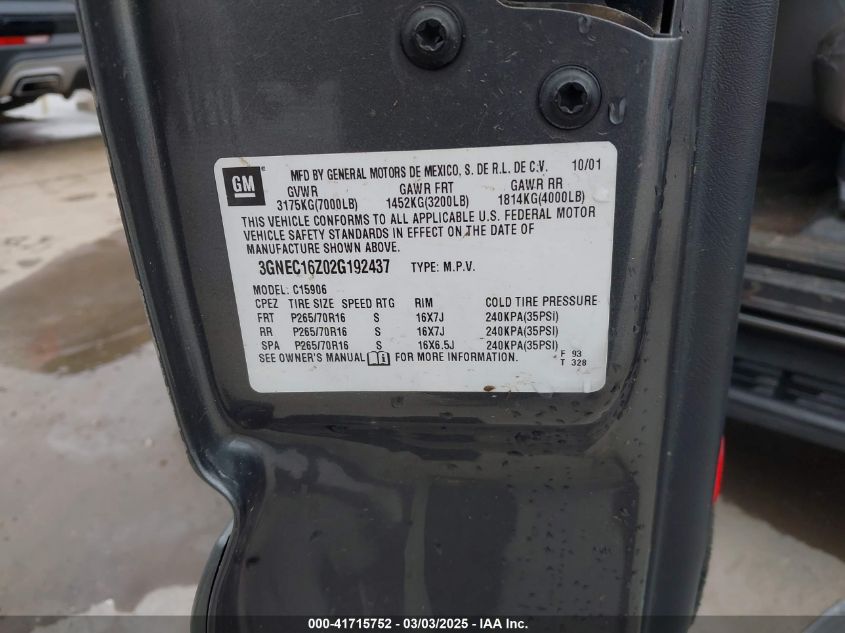 GM ® MFD BY GENERAL MOTORS DE MEXICO, S. DE R.L. DE C.V. 10/01
GVWR GAWR FRT GAWR RR
3175KG(7000LB) 1452KG(3200LB) 1814KG(4000LB)
THIS VEHICLE CONFORMS TO ALL APPLICABLE U.S. FEDERAL MOTOR
VEHICLE SAFETY STANDARDS IN EFFECT ON THE DATE OF
MANUFACTURE SHOWN ABOVE.
3GNEC16Z02G192437 TYPE: M.P.V.
MODEL: C15906
CPEZ TIRE SIZE SPEED RTG RIM COLD TIRE PRESSURE
FRT P265/70R16 S 16X7J 240KPA(35PSI)
RR P265/70R16 S 16X7J 240KPA(35PSI)
SPA P265/70R16 S 16X6.5J 240KPA(35PSI)
SEE OWNER'S MANUAL FOR MORE INFORMATION.
F 93
T 328
000-41715752 - 03/03/2025 - IAA Inc.